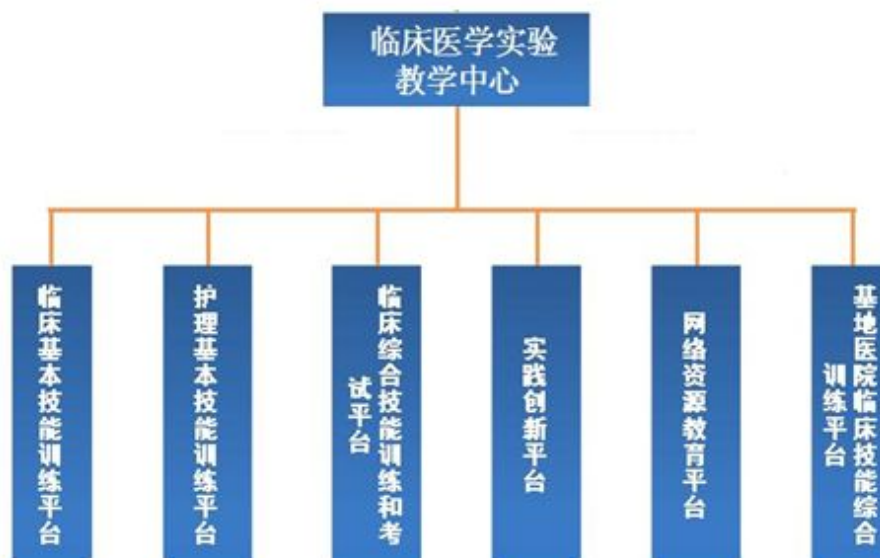 临床医学实验
教学中心
临床基本技能训练平台
护理基本技能训练平台
临床综合技能训练和考
试平台
实践创新平台
网络资源教育平台
基地医院临床技能综合
训练平台